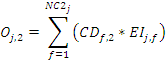 O_{j,2} = \sum_{f=1}^{NC2_j} (CD_{f,2} * EI_{j,f})